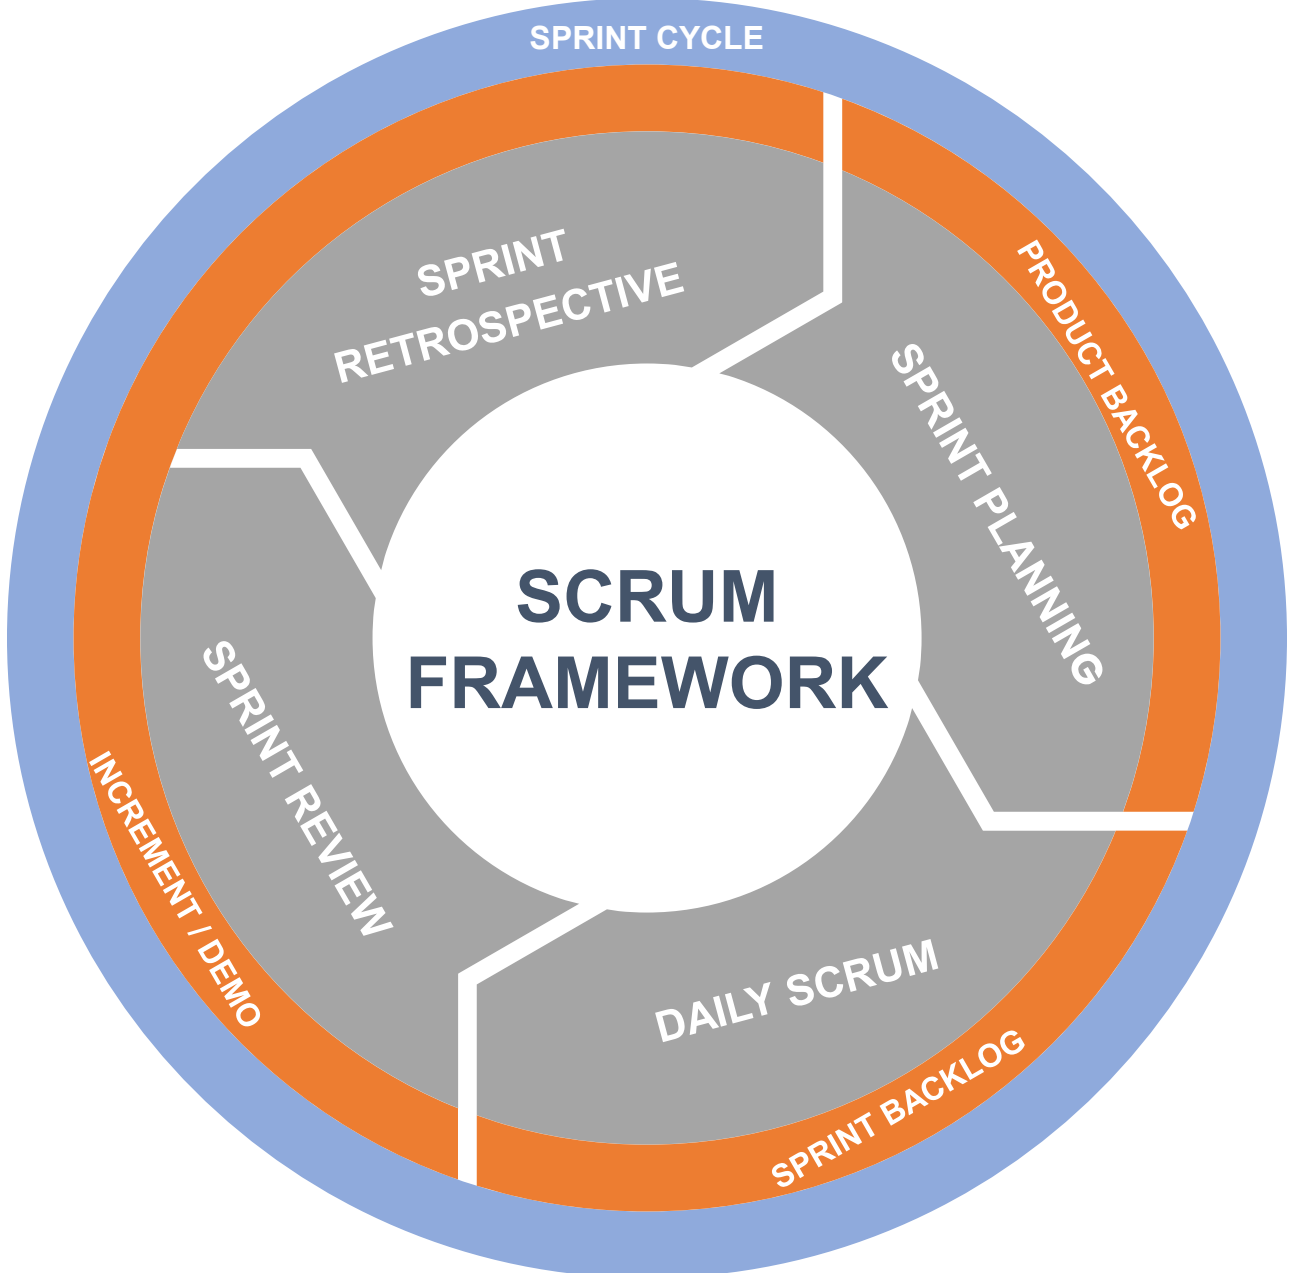 SPRINT CYCLE
SPRINT
RETROSPECTIVE
PRODUCT BACKLOG
SPRINT PLANNING
SCRUM
FRAMEWORK
SPRINT REVIEW
INCREMENT / DEMO
DAILY SCRUM
SPRINT BACKLOG